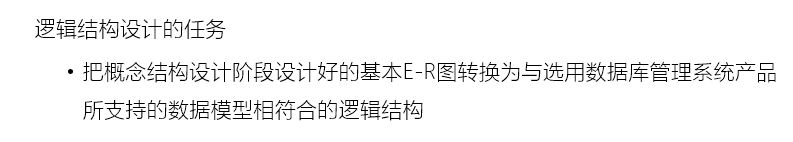 逻辑结构设计的任务
• 把概念结构设计阶段设计好的基本E-R图转换为与选用数据库管理系统产品
所支持的数据模型相符合的逻辑结构